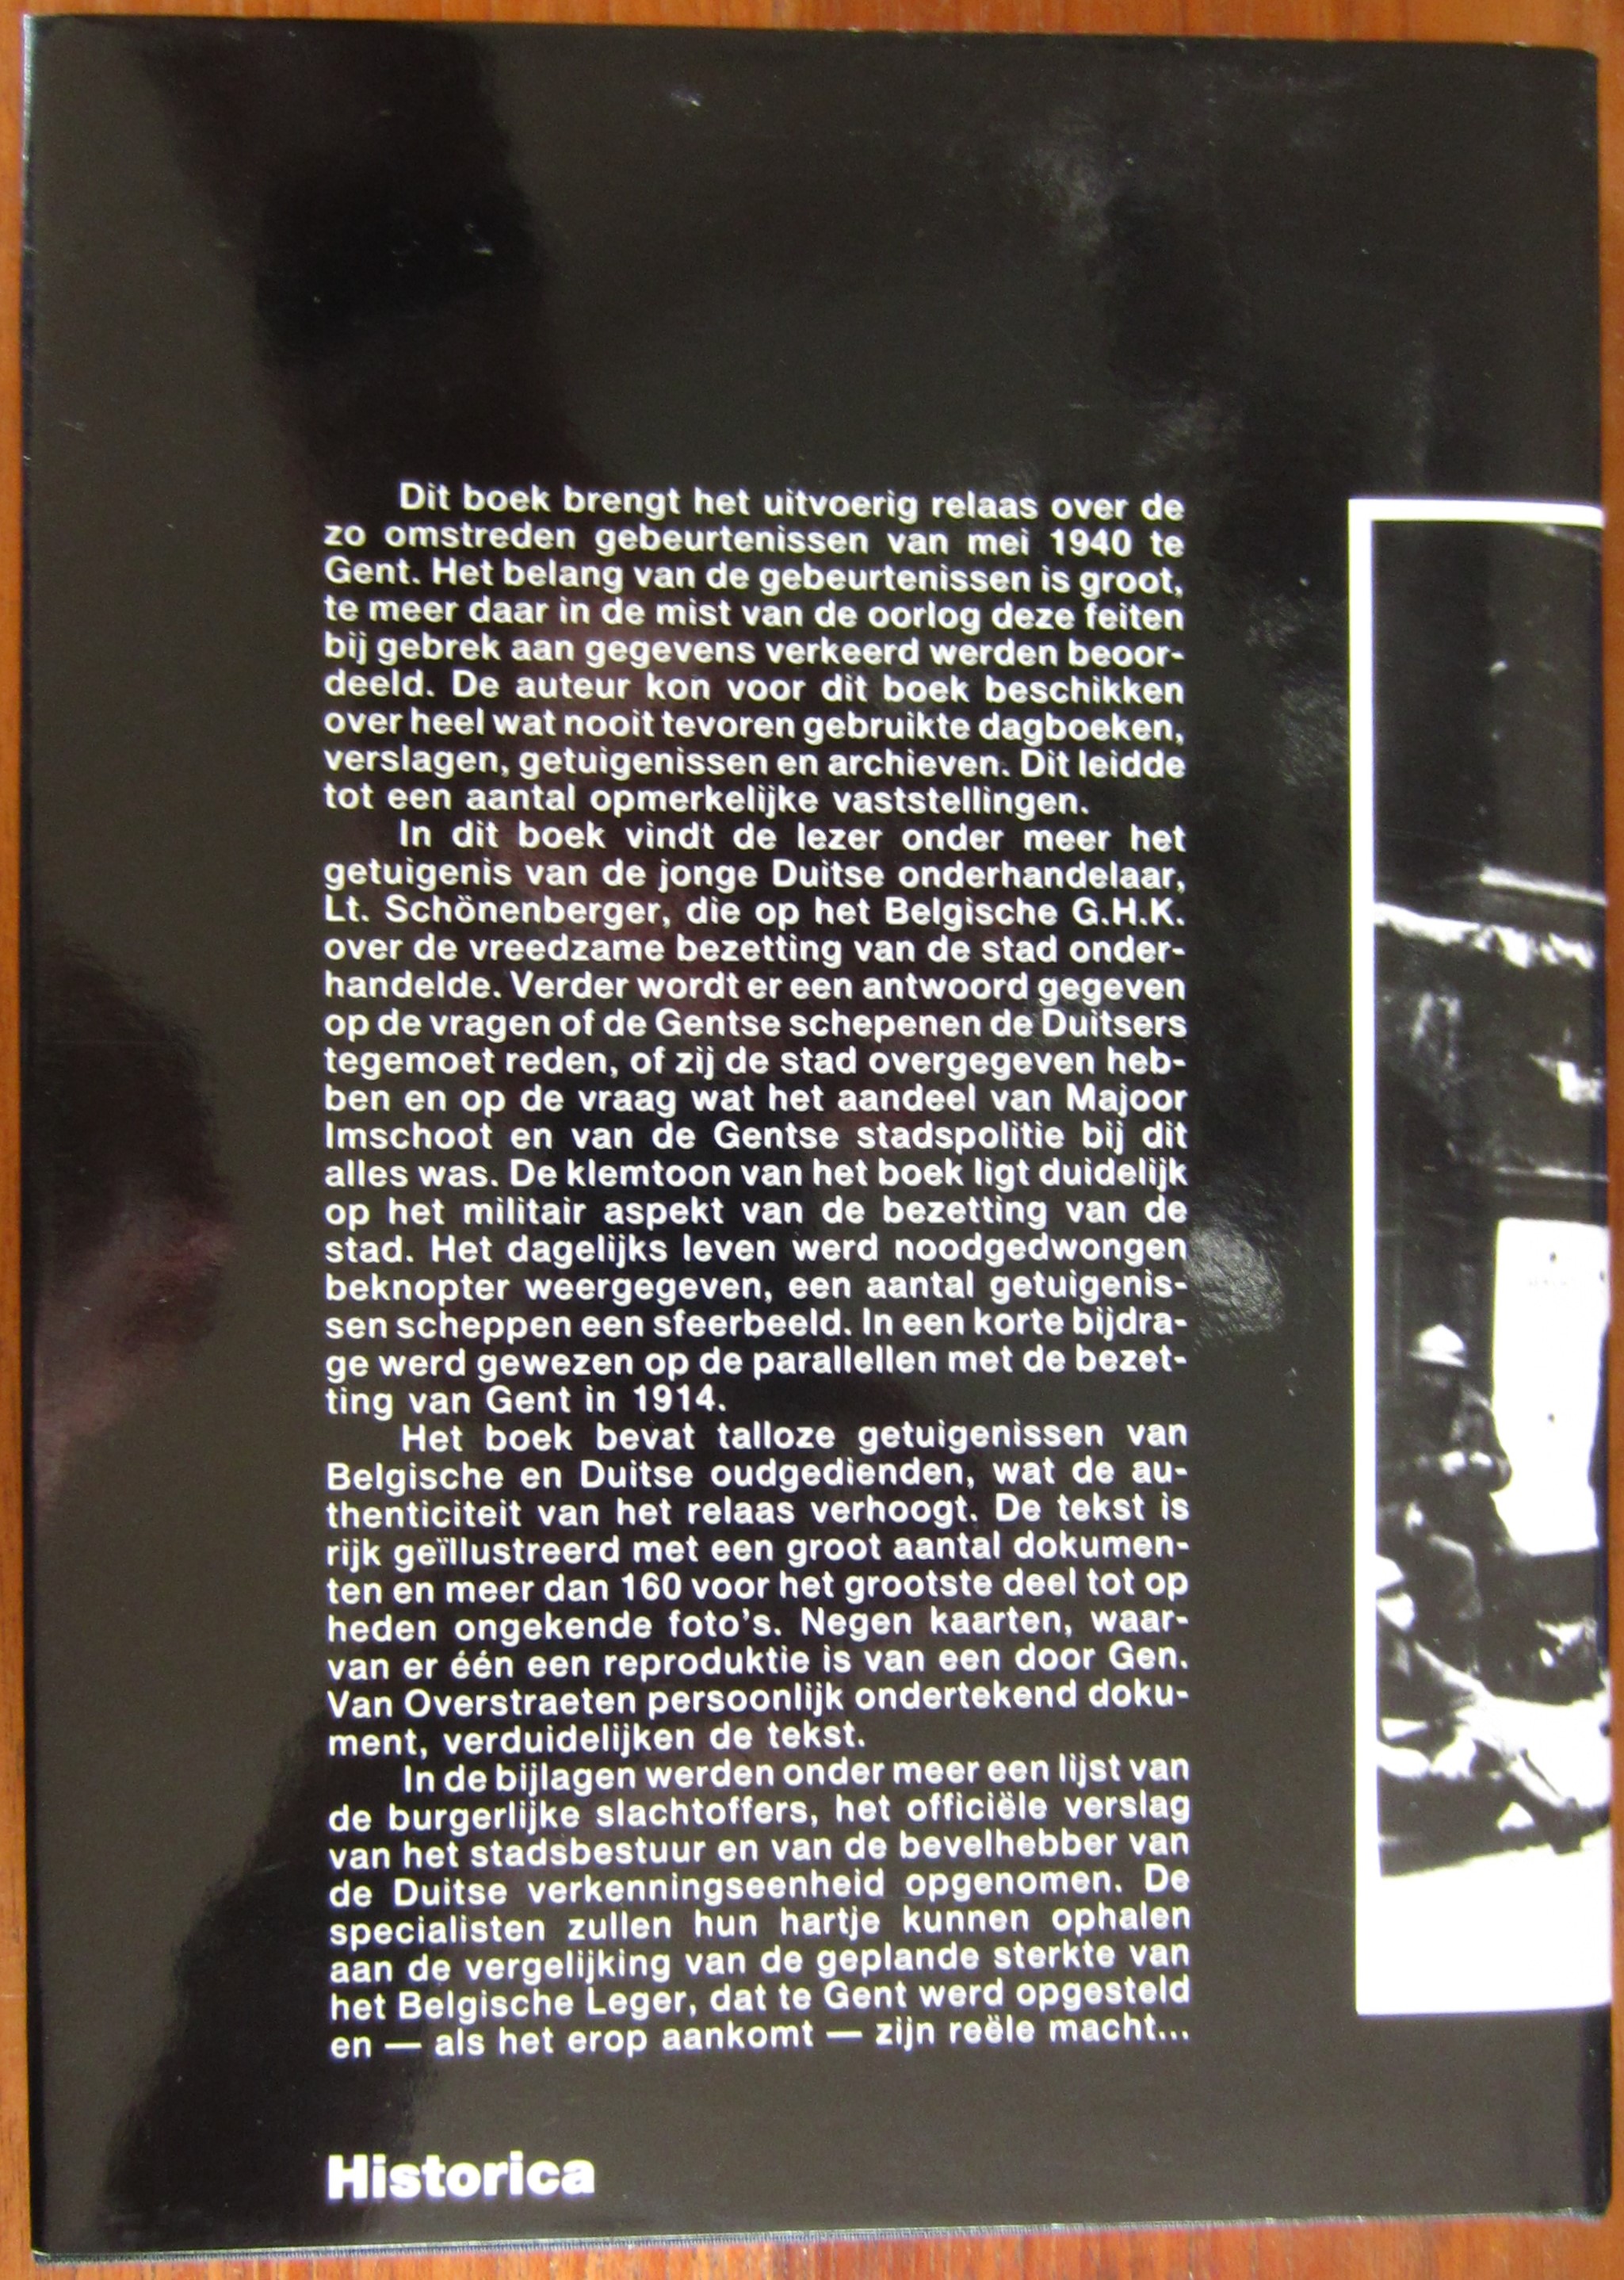 Dit boek brengt het uitvoerig relaas over de
zo omstreden gebeurtenissen van mei 1940 te
Gent. Het belang van de gebeurtenissen is groot,
te meer daar in de mist van de oorlog deze feiten
bij gebrek aan gegevens verkeerd werden beoor-
deeld. De auteur kon voor dit boek beschikken
over heel wat nooit tevoren gebruikte dagboeken,
verslagen, getuigenissen en archieven. Dit leidde
tot een aantal opmerkelijke vaststellingen.
In dit boek vindt de lezer onder meer het
getuigenis van de jonge Duitse onderhandelaar,
Lt. Schönenberger, die op het Belgische G.H.K.
over de vreedzame bezetting van de stad onder-
handelde. Verder wordt er een antwoord gegeven
op de vragen of de Gentse schepenen de Duitsers
tegemoet reden, of zij de stad overgegeven heb-
ben en op de vraag wat het aandeel van Majoor
Imschoot en van de Gentse stadspolitie bij dit
alles was. De klemtoon van het boek ligt duidelijk
op het militair aspekt van de bezetting van de
stad. Het dagelijks leven werd noodgedwongen
beknopter weergegeven, een aantal getuigenis-
sen scheppen een sfeerbeeld. In een korte bijdra-
ge werd gewezen op de parallellen met de bezet-
ting van Gent in 1914.
Het boek bevat talloze getuigenissen van
Belgische en Duitse oudgedienden, wat de au-
thenticiteit van het relaas verhoogt. De tekst is
rijk geïllustreerd met een groot aantal dokumen-
ten en meer dan 160 voor het grootste deel tot op
heden ongekende foto's. Negen kaarten, waar-
van er één een reproduktie is van een door Gen.
Van Overstraeten persoonlijk ondertekend doku-
ment, verduidelijken de tekst.
In de bijlagen werden onder meer een lijst van
de burgerlijke slachtoffers, het officiële verslag
van het stadsbestuur en van de bevelhebber van
de Duitse verkenningseenheid opgenomen. De
specialisten zullen hun hartje kunnen ophalen
aan de vergelijking van de geplande sterkte van
het Belgische Leger, dat te Gent werd opgesteld
en — als het erop aankomt — zijn reële macht...
Historica